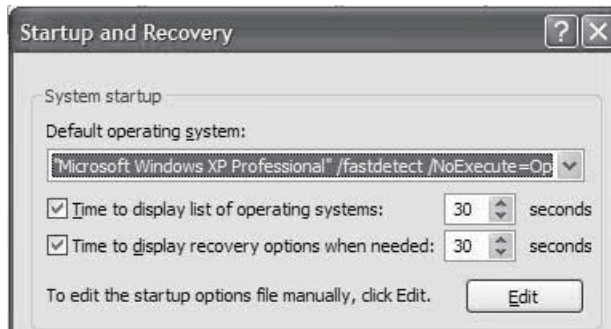 Startup and Recovery
System startup
Default operating system:
"Microsoft Windows XP Professional" /fastdetect /NoExecute=Op
Time to display list of operating systems: 30 seconds
Time to display recovery options when needed: 30 seconds
To edit the startup options file manually, click Edit. Edit